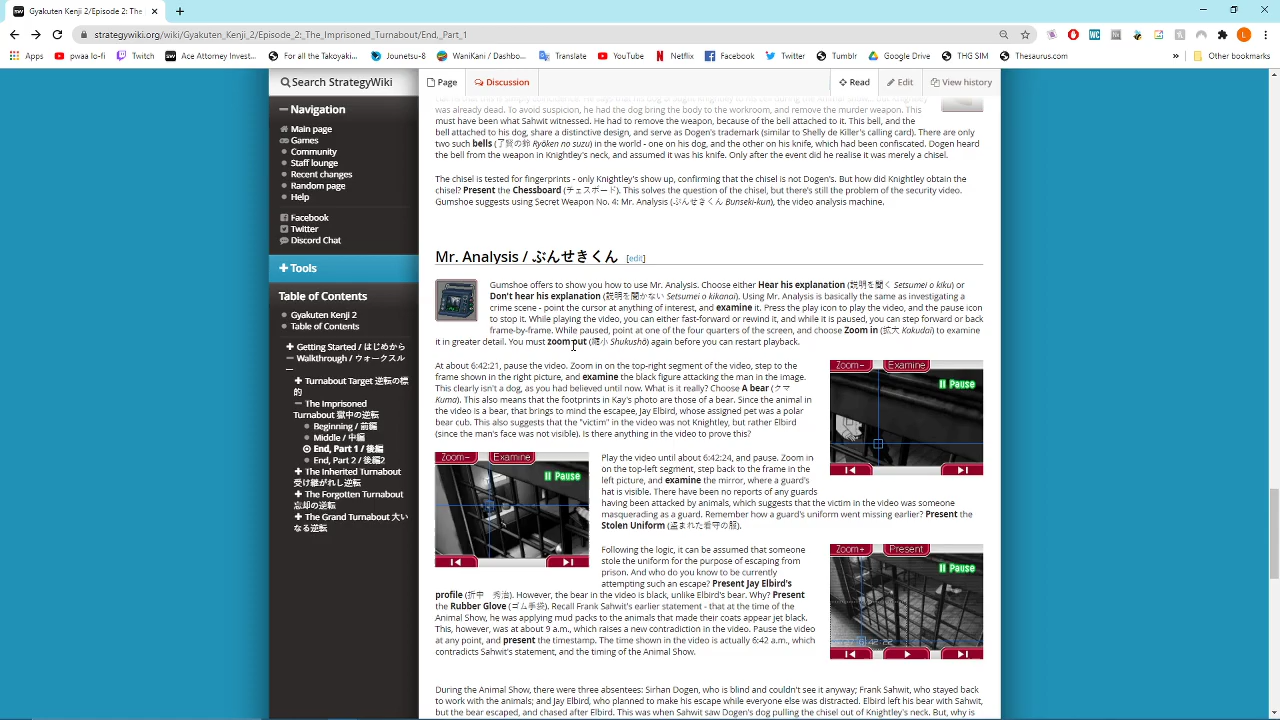 Gyakuten Kenji 2/Episode 2: The
strategywiki.org/wiki/Gyakuten_Kenji_2/Episode_2:_The_Imprisoned_Turnabout/End,_Part_1
Apps
pwaa lo-fi
Twitch
Ace Attorney Invest...
For all the Takoyaki...
Jounetsu-8
WaniKani / Dashbo...
Translate
YouTube
Netflix
Facebook
Twitter
Tumblr
Google Drive
THG SIM
Thesaurus.com
»
Other bookmarks
Search StrategyWiki
Page
Discussion
Read
Edit
View history
Navigation
Main page
Games
Community
Staff lounge
Recent changes
Random page
Help
Facebook
Twitter
Discord Chat
Tools
Table of Contents
Gyakuten Kenji 2
Table of Contents
Getting Started / はじめから
Walkthrough / ウォークスル
ー
Turnabout Target 逆転の標
的
The Imprisoned
Turnabout 獄中の逆転
Beginning / 前編
Middle / 中編
End, Part 1 / 後編
End, Part 2 / 後編2
The Inherited Turnabout
受け継がれし逆転
The Forgotten Turnabout
忘却の逆転
The Grand Turnabout 大い
なる逆転
was already dead. To avoid suspicion, he had the dog bring the body to the workroom, and remove the murder weapon. This
must have been what Sahwit witnessed. He had to remove the weapon, because of the bell attached to it. This bell, and the
bell attached to his dog, share a distinctive design, and serve as Dogen's trademark (similar to Shelly de Killer's calling card). There are only
two such bells (了賢の鈴 Ryōken no suzu) in the world - one on his dog, and the other on his knife, which had been confiscated. Dogen heard
the bell from the weapon in Knightley's neck, and assumed it was his knife. Only after the event did he realise it was merely a chisel.
The chisel is tested for fingerprints - only Knightley's show up, confirming that the chisel is not Dogen's. But how did Knightley obtain the
chisel? Present the Chessboard (チェスボード). This solves the question of the chisel, but there's still the problem of the security video.
Gumshoe suggests using Secret Weapon No. 4: Mr. Analysis (ぶんせきくん Bunseki-kun), the video analysis machine.
Mr. Analysis / ぶんせきくん [edit]
Gumshoe offers to show you how to use Mr. Analysis. Choose either Hear his explanation (説明を聞く Setsumei o kiku) or
Don't hear his explanation (説明を聞かない Setsumei o kikanai). Using Mr. Analysis is basically the same as investigating a
crime scene - point the cursor at anything of interest, and examine it. Press the play icon to play the video, and the pause icon
to stop it. While playing the video, you can either fast-forward or rewind it, and while it is paused, you can step forward or back
frame-by-frame. While paused, point at one of the four quarters of the screen, and choose Zoom in (拡大 Kakudai) to examine
it in greater detail. You must zoom out (縮小 Shukushō) again before you can restart playback.
At about 6:42:21, pause the video. Zoom in on the top-right segment of the video, step to the
frame shown in the right picture, and examine the black figure attacking the man in the image.
This clearly isn't a dog, as you had believed until now. What is it really? Choose A bear (クマ
Kuma). This also means that the footprints in Kay's photo are those of a bear. Since the animal in
the video is a bear, that brings to mind the escapee, Jay Elbird, whose assigned pet was a polar
bear cub. This also suggests that the "victim" in the video was not Knightley, but rather Elbird
(since the man's face was not visible). Is there anything in the video to prove this?
Zoom−
Examine
Pause
Zoom−
Examine
Pause
Play the video until about 6:42:24, and pause. Zoom in
on the top-left segment, step back to the frame in the
left picture, and examine the mirror, where a guard's
hat is visible. There have been no reports of any guards
having been attacked by animals, which suggests that the victim in the video was someone
masquerading as a guard. Remember how a guard's uniform went missing earlier? Present the
Stolen Uniform (盗まれた看守の服).
Following the logic, it can be assumed that someone
stole the uniform for the purpose of escaping from
prison. And who do you know to be currently
attempting such an escape? Present Jay Elbird's
profile (折中　秀治). However, the bear in the video is black, unlike Elbird's bear. Why? Present
the Rubber Glove (ゴム手袋). Recall Frank Sahwit's earlier statement - that at the time of the
Animal Show, he was applying mud packs to the animals that made their coats appear jet black.
This, however, was at about 9 a.m., which raises a new contradiction in the video. Pause the video
at any point, and present the timestamp. The time shown in the video is actually 6:42 a.m., which
contradicts Sahwit's statement, and the timing of the Animal Show.
Zoom+
Present
Pause
6:42:22
During the Animal Show, there were three absentees: Sirhan Dogen, who is blind and couldn't see it anyway; Frank Sahwit, who stayed back
to work with the animals; and Jay Elbird, who planned to make his escape while everyone else was distracted. Elbird left his bear with Sahwit,
but the bear escaped, and chased after Elbird. This was when Sahwit saw Dogen's dog pulling the chisel out of Knightley's neck. But, why is